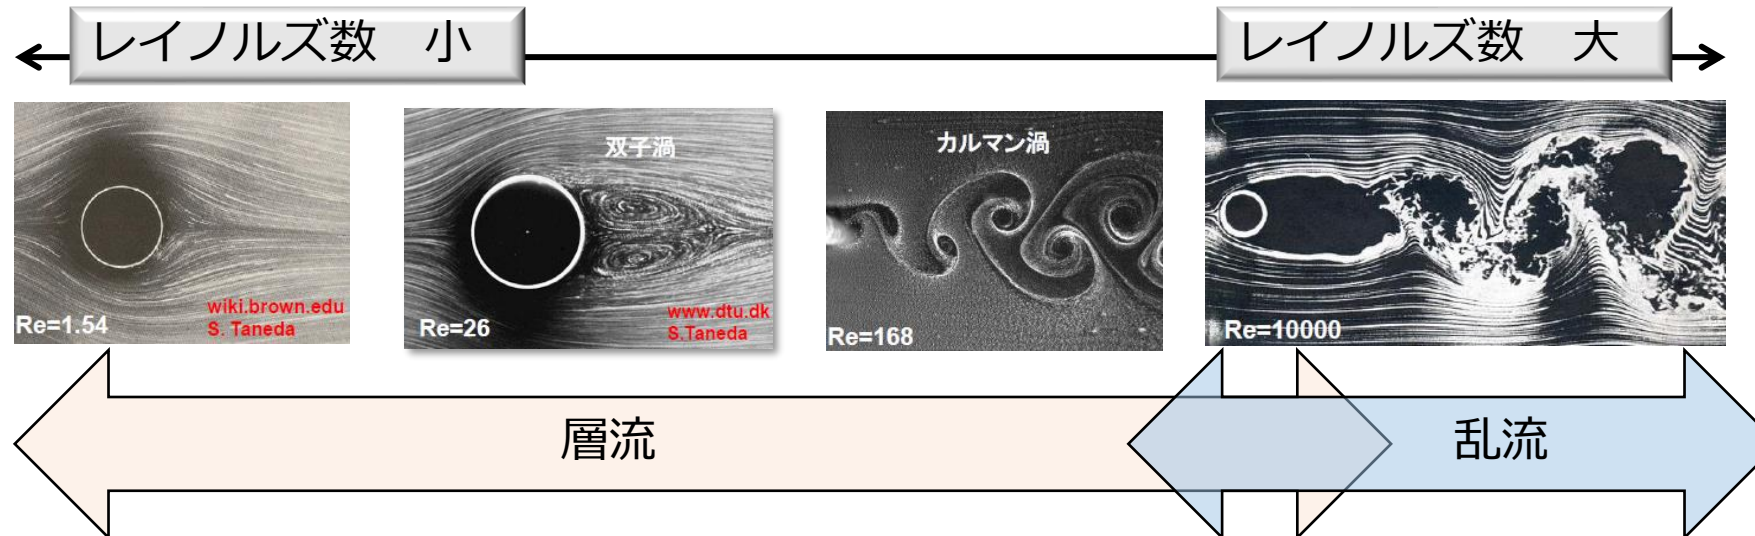 レイノルズ数　小
レイノルズ数　大
wiki.brown.edu
S. Taneda
Re=1.54
双子渦
www.dtu.dk
S.Taneda
Re=26
カルマン渦
Re=168
Re=10000
層流
乱流